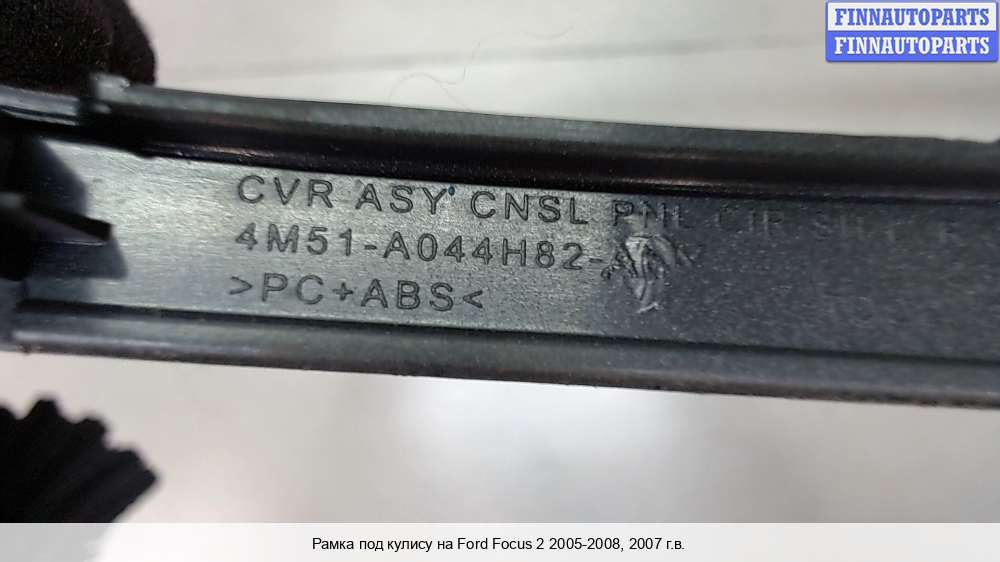 FINNAUTOPARTS
FINNAUTOPARTS
CVR ASY CNSL PNL
4M51-A044H82-A
>PC+ABS<
Рамка под кулису на Ford Focus 2 2005-2008, 2007 г.в.